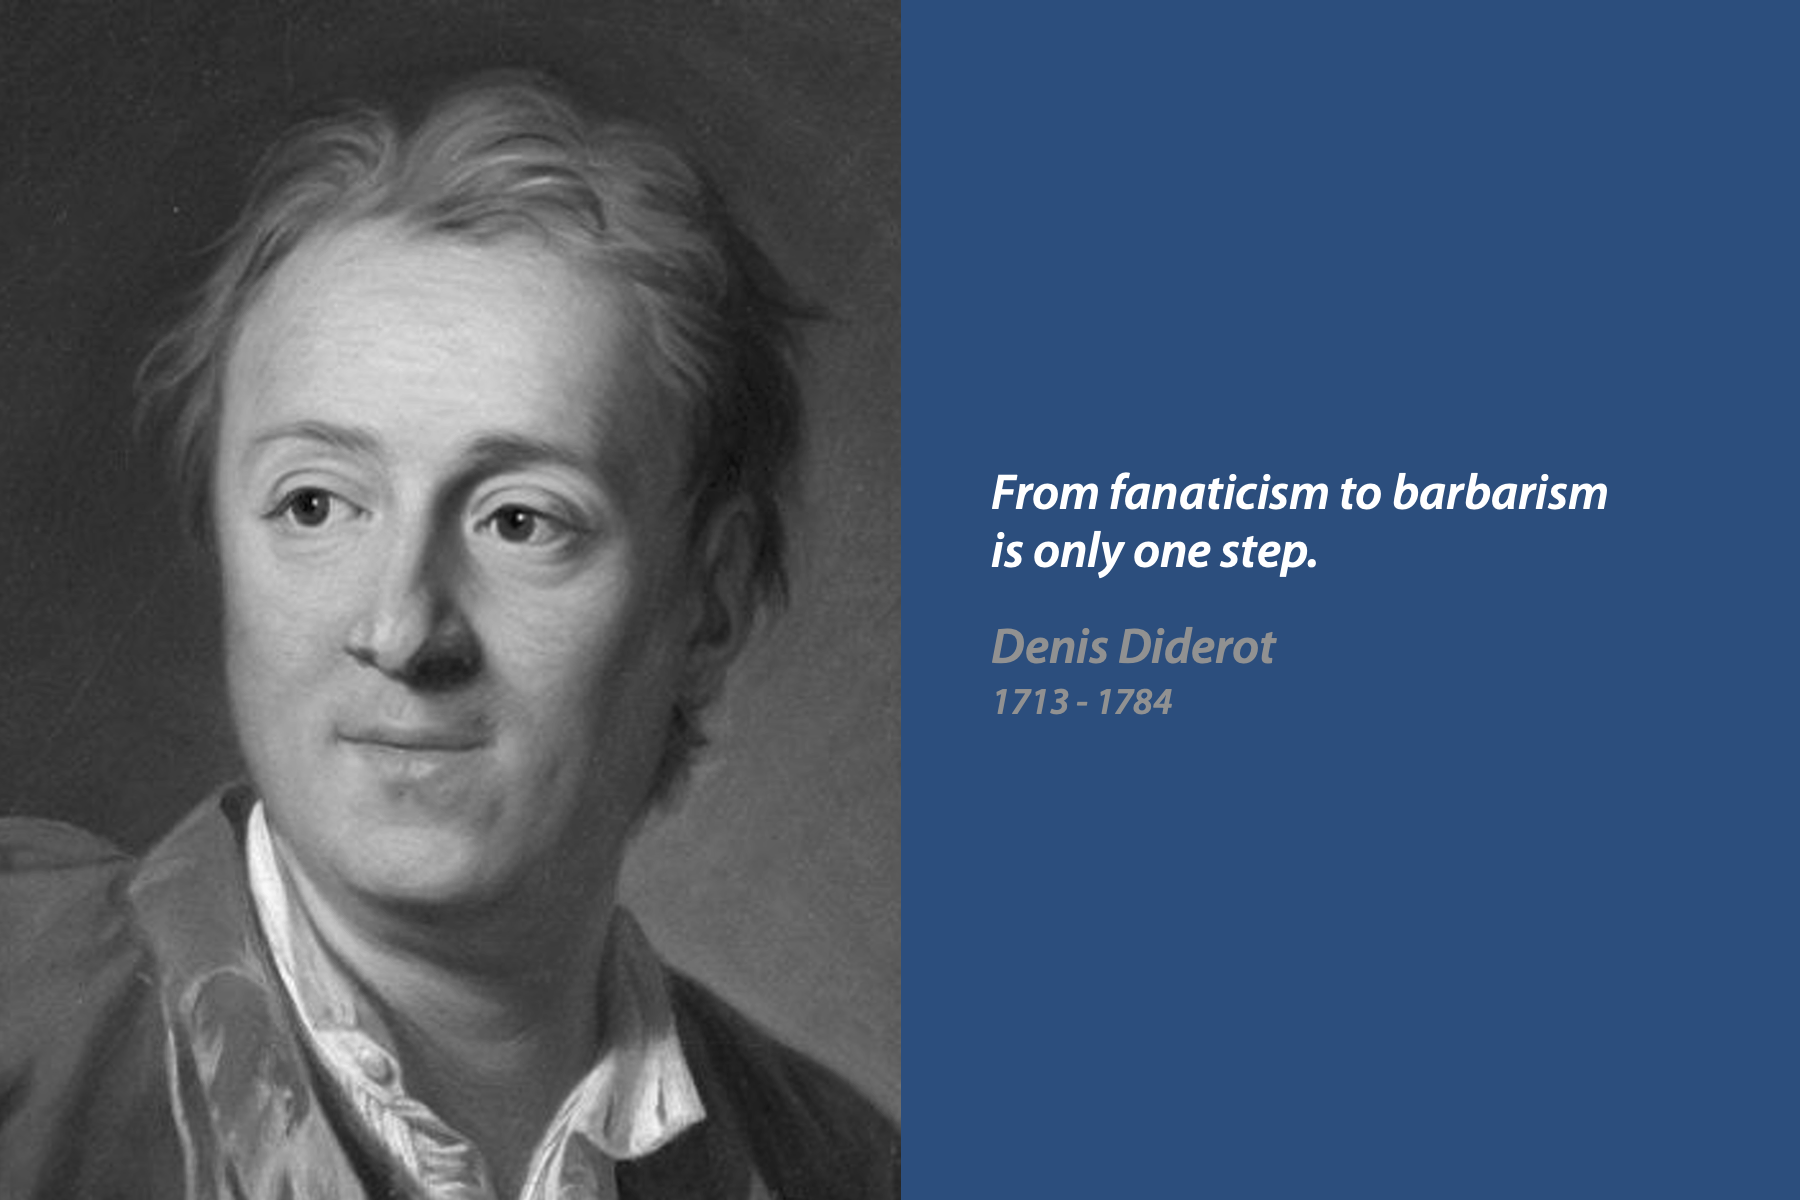 From fanaticism to barbarism
is only one step.
Denis Diderot
1713 - 1784